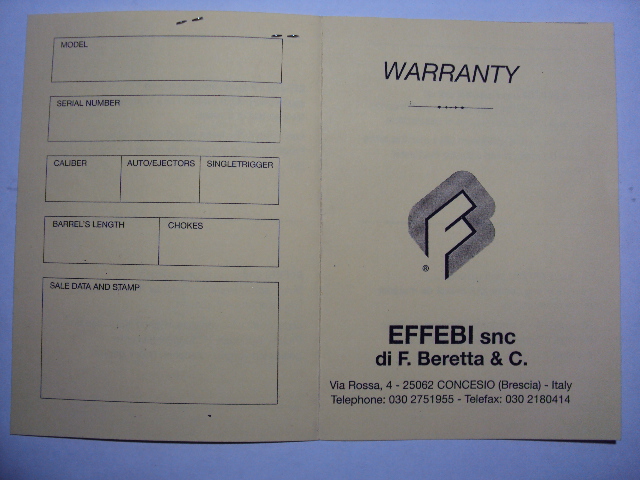 MODEL
SERIAL NUMBER
CALIBER
AUTO/EJECTORS
SINGLETRIGGER
BARREL'S LENGTH
CHOKES
SALE DATA AND STAMP
WARRANTY
®
EFFEBI snc
di F. Beretta & C.
Via Rossa, 4 - 25062 CONCESIO (Brescia) - Italy
Telephone: 030 2751955 - Telefax: 030 2180414